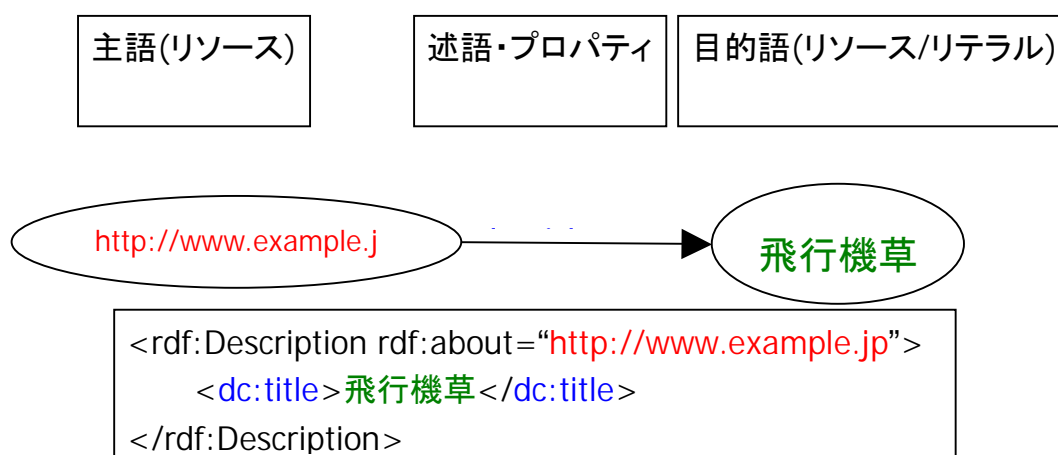 主語(リソース)
述語・プロパティ
目的語(リソース/リテラル)
http://www.example.j
飛行機草
<rdf:Description rdf:about=“http://www.example.jp”>
<dc:title>飛行機草</dc:title>
</rdf:Description>